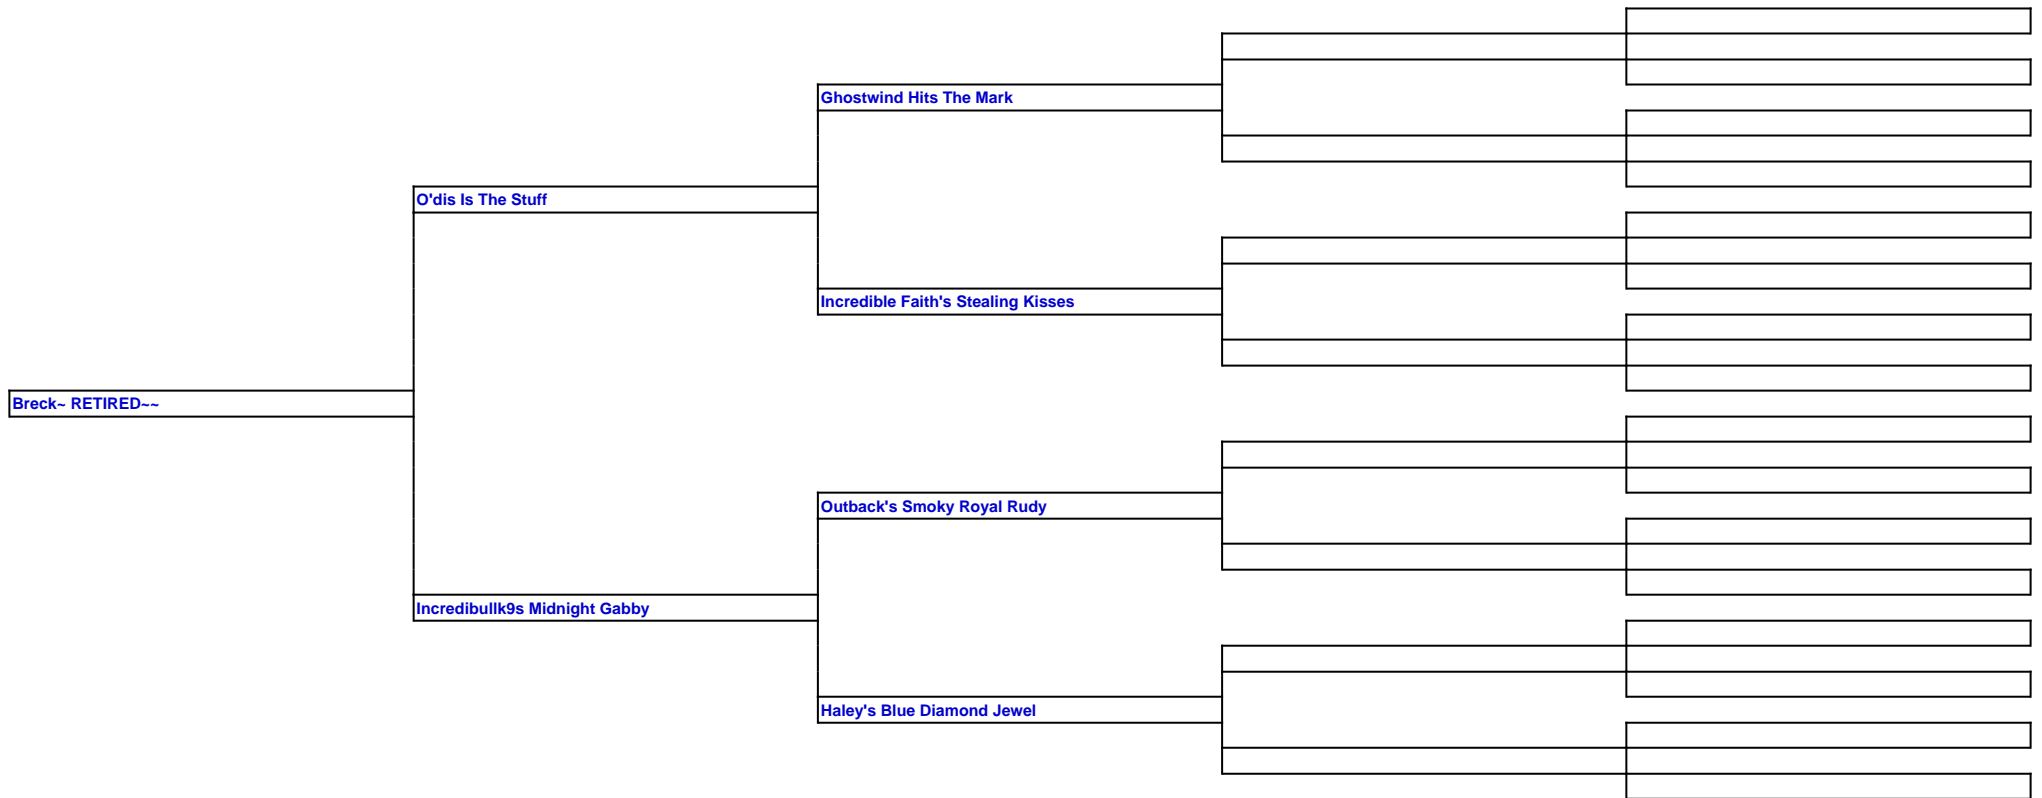 Ghostwind Hits The Mark
O'dis Is The Stuff
Incredible Faith's Stealing Kisses
Breck~ RETIRED~~
Outback's Smoky Royal Rudy
Incredibullk9s Midnight Gabby
Haley's Blue Diamond Jewel